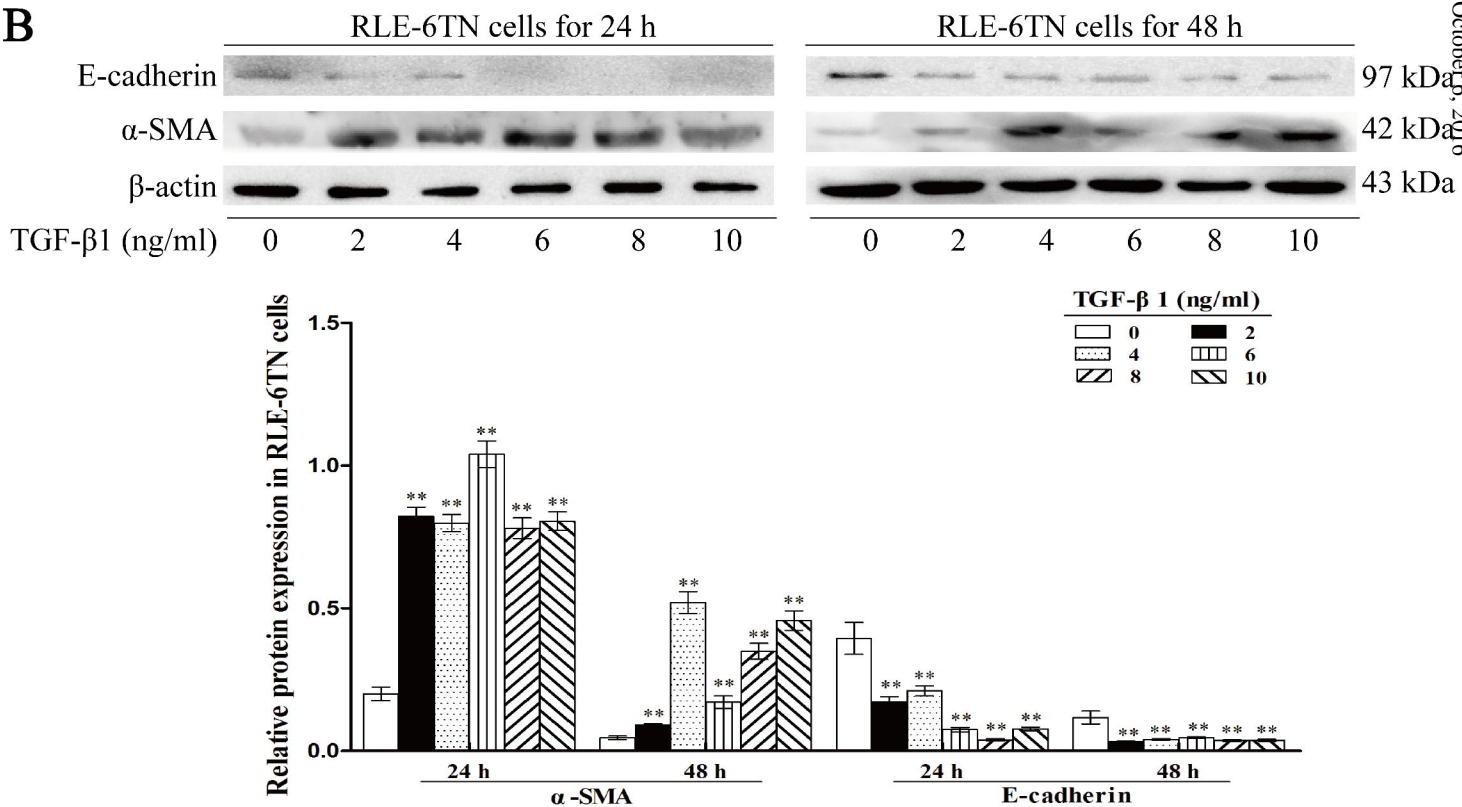 B
RLE-6TN cells for 24 h
RLE-6TN cells for 48 h
E-cadherin
97 kDa
α-SMA
42 kDa
β-actin
43 kDa
TGF-β1 (ng/ml) 0 2 4 6 8 10 0 2 4 6 8 10
October 6, 2016
TGF-β 1 (ng/ml)
0 2
4 6
8 10
Relative protein expression in RLE-6TN cells
1.5
1.0
0.5
0.0
** ** ** ** **
** ** ** ** **
** ** ** ** **
** ** ** ** **
24 h 48 h 24 h 48 h
α-SMA E-cadherin